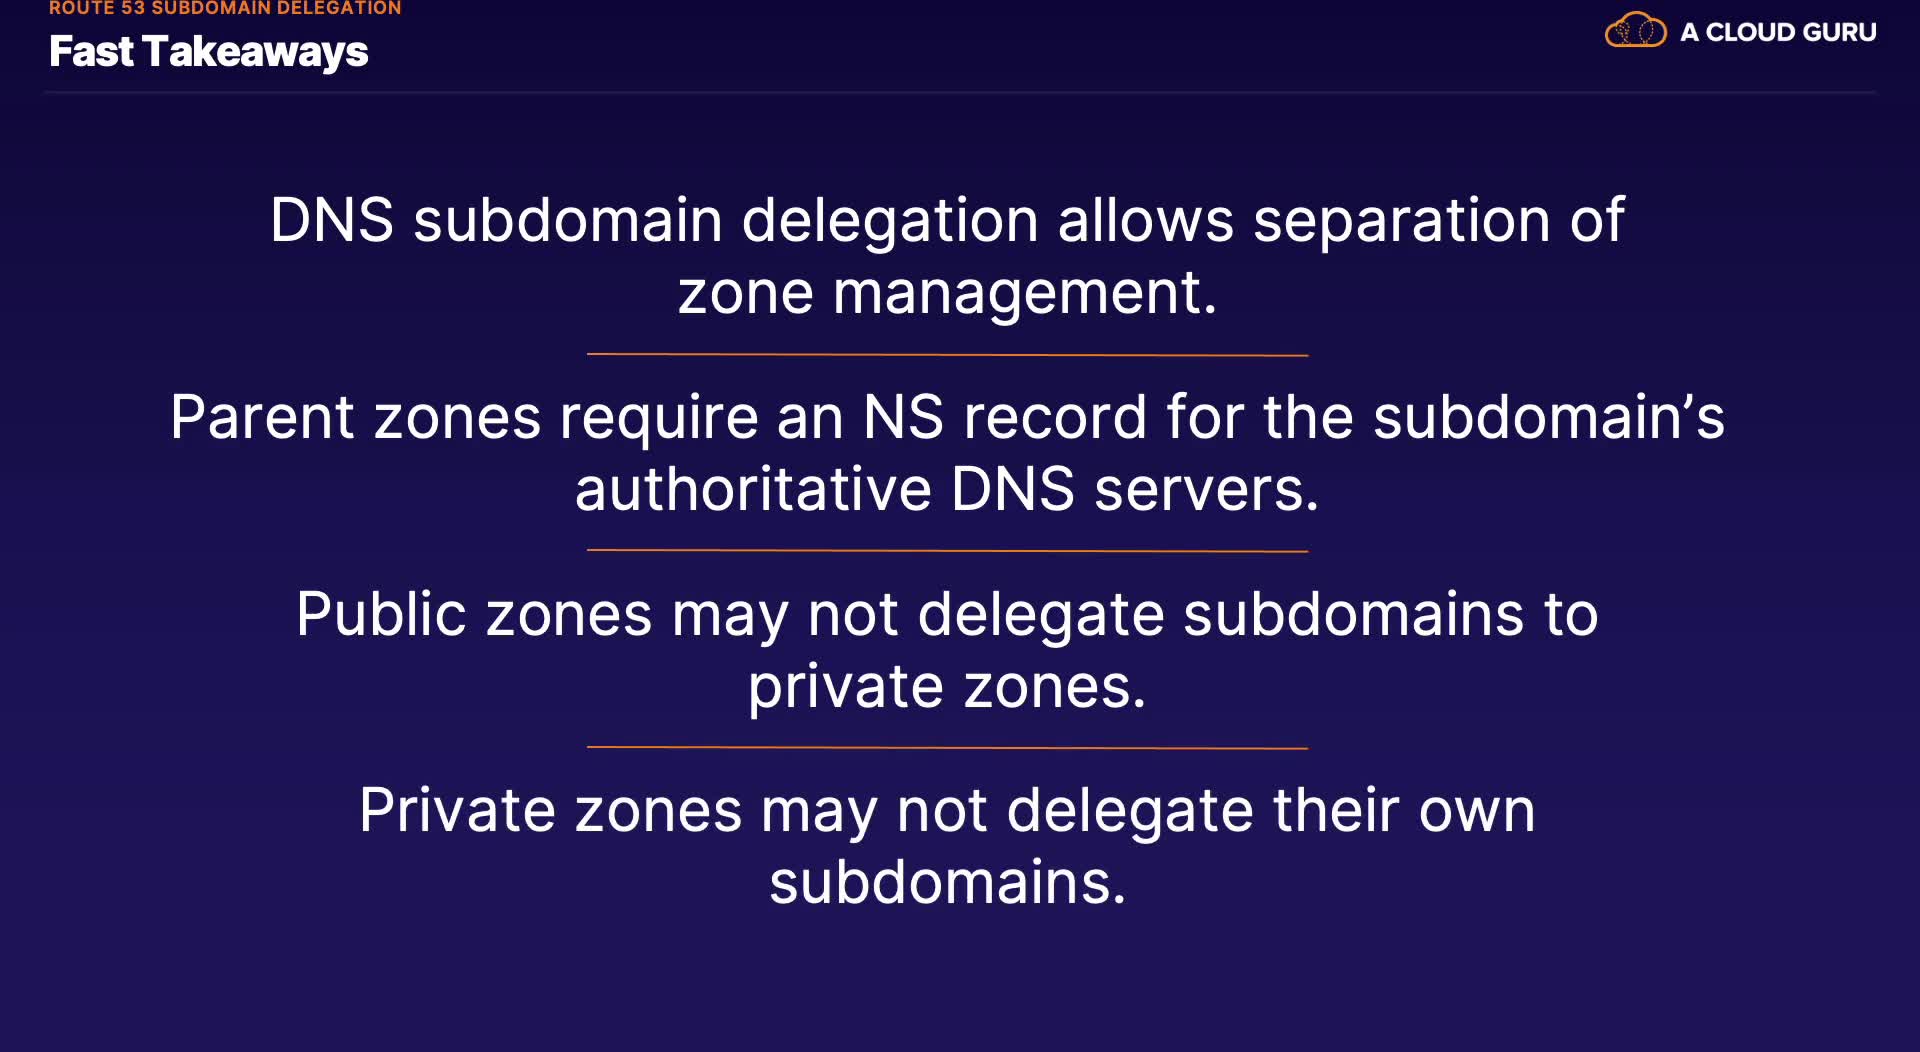 ROUTE 53 SUBDOMAIN DELEGATION
Fast Takeaways
A CLOUD GURU
DNS subdomain delegation allows separation of
zone management.
Parent zones require an NS record for the subdomain’s
authoritative DNS servers.
Public zones may not delegate subdomains to
private zones.
Private zones may not delegate their own
subdomains.